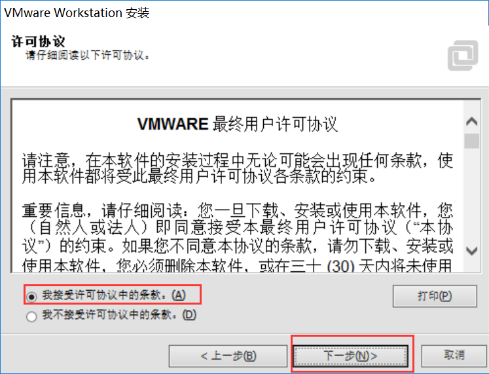 VMware Workstation 安装
许可协议
请仔细阅读以下许可协议。
VMWARE 最终用户许可协议
请注意，在本软件的安装过程中无论可能会出现任何条款，使
用本软件都将受此最终用户许可协议各条款的约束。
重要信息，请仔细阅读：您一旦下载、安装或使用本软件，您
（自然人或法人）即同意接受本最终用户许可协议（“本协
议”）的约束。如果您不同意本协议的条款，请勿下载、安装或
使用本软件，您必须删除本软件，或在三十 (30) 天内将未使用
我接受许可协议中的条款。(A)
打印(P)
我不接受许可协议中的条款。(D)
< 上一步(B)
下一步(N)>
取消